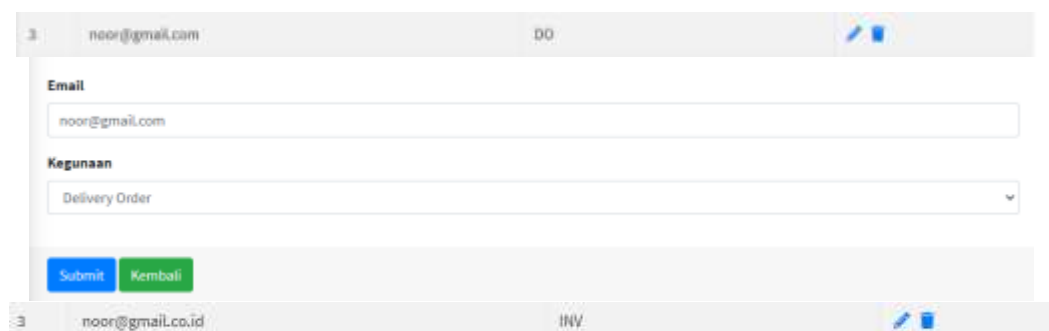 3 noor@gmail.com DO
Email
noor@gmail.com
Kegunaan
Delivery Order
Submit Kembali
3 noor@gmail.co.id INV